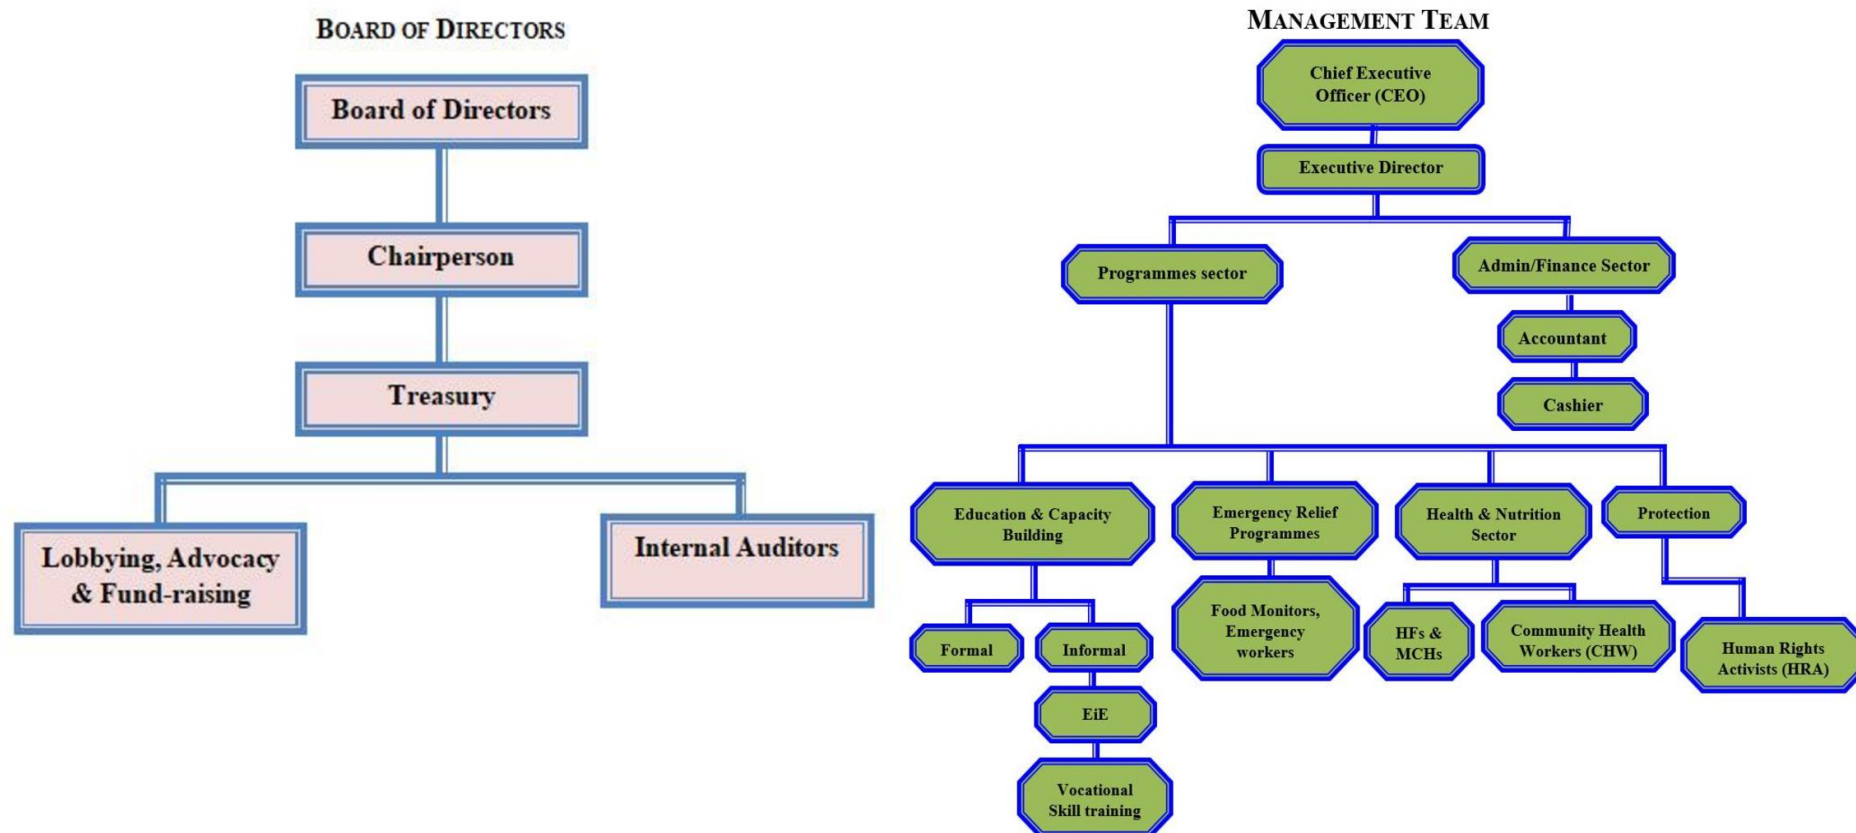 BOARD OF DIRECTORS
Board of Directors
Chairperson
Treasury
Lobbying, Advocacy
& Fund-raising
Internal Auditors
MANAGEMENT TEAM
Chief Executive
Officer (CEO)
Executive Director
Programmes sector
Admin/Finance Sector
Accountant
Cashier
Education & Capacity
Building
Emergency Relief
Programmes
Health & Nutrition
Sector
Protection
Formal
Informal
Food Monitors,
Emergency
workers
HFs &
MCHs
Community Health
Workers (CHW)
Human Rights
Activists (HRA)
EiE
Vocational
Skill training